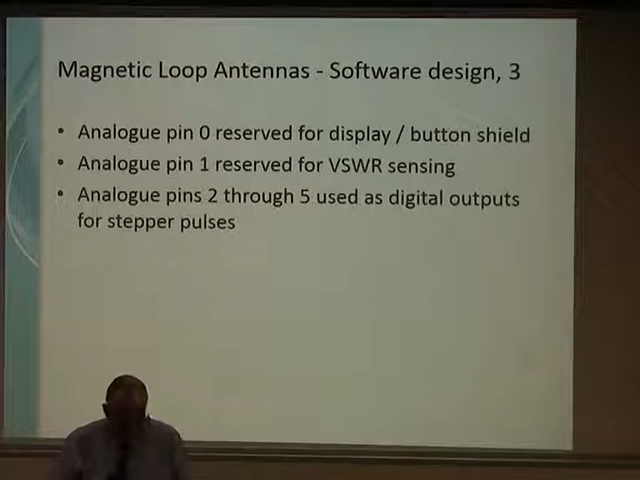 Magnetic Loop Antennas - Software design, 3
• Analogue pin 0 reserved for display / button shield
• Analogue pin 1 reserved for VSWR sensing
• Analogue pins 2 through 5 used as digital outputs
for stepper pulses